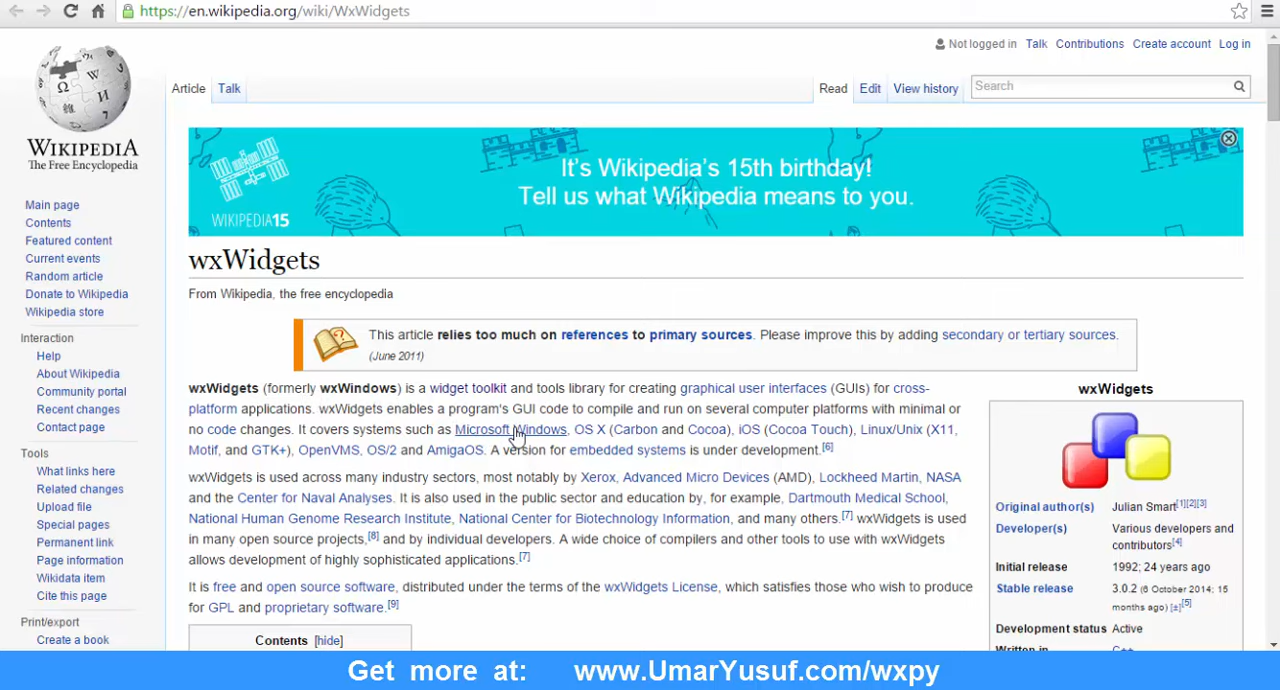 https://en.wikipedia.org/wiki/WxWidgets
Not logged in Talk Contributions Create account Log in
Article Talk Read Edit View history Search
WIKIPEDIA
The Free Encyclopedia
Main page
Contents
Featured content
Current events
Random article
Donate to Wikipedia
Wikipedia store
Interaction
Help
About Wikipedia
Community portal
Recent changes
Contact page
Tools
What links here
Related changes
Upload file
Special pages
Permanent link
Page information
Wikidata item
Cite this page
Print/export
Create a book
It's Wikipedia's 15th birthday!
Tell us what Wikipedia means to you.
WIKIPEDIA15
wxWidgets
From Wikipedia, the free encyclopedia
This article relies too much on references to primary sources. Please improve this by adding secondary or tertiary sources.
(June 2011)
wxWidgets (formerly wxWindows) is a widget toolkit and tools library for creating graphical user interfaces (GUIs) for cross-
platform applications. wxWidgets enables a program's GUI code to compile and run on several computer platforms with minimal or
no code changes. It covers systems such as Microsoft Windows, OS X (Carbon and Cocoa), iOS (Cocoa Touch), Linux/Unix (X11,
Motif, and GTK+), OpenVMS, OS/2 and AmigaOS. A version for embedded systems is under development.[6]
wxWidgets is used across many industry sectors, most notably by Xerox, Advanced Micro Devices (AMD), Lockheed Martin, NASA
and the Center for Naval Analyses. It is also used in the public sector and education by, for example, Dartmouth Medical School,
National Human Genome Research Institute, National Center for Biotechnology Information, and many others.[7] wxWidgets is used
in many open source projects,[8] and by individual developers. A wide choice of compilers and other tools to use with wxWidgets
allows development of highly sophisticated applications.[7]
It is free and open source software, distributed under the terms of the wxWidgets License, which satisfies those who wish to produce
for GPL and proprietary software.[9]
Contents [hide]
wxWidgets
Original author(s) Julian Smart[1][2][3]
Developer(s) Various developers and
contributors[4]
Initial release 1992; 24 years ago
Stable release 3.0.2 (6 October 2014; 15
months ago) [±][5]
Development status Active
Written in C++
Get more at: www.UmarYusuf.com/wxpy